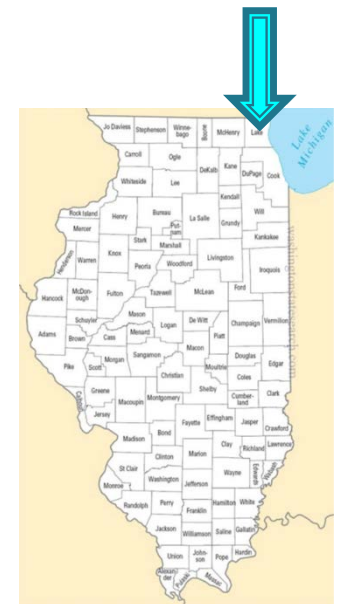 Jo Daviess
Stephenson
Winne-
bago
Boone
McHenry
Lake
Lake
Michigan
Carroll
Ogle
DeKalb
Kane
DuPage
Cook
Whiteside
Lee
Kendall
Will
Rock Island
Henry
Bureau
La Salle
Grundy
Mercer
Put-
nam
Kankakee
Stark
Marshall
Henderson
Warren
Knox
Peoria
Woodford
Livingston
Iroquois
Ford
Hancock
McDon-
ough
Fulton
Tazewell
McLean
Schuyler
Mason
De Witt
Champaign
Vermilion
Adams
Brown
Cass
Menard
Logan
Piatt
Macon
Sangamon
Douglas
Edgar
Pike
Scott
Morgan
Christian
Moultrie
Coles
Greene
Shelby
Cumber-
land
Clark
Calhoun
Macoupin
Montgomery
Jersey
Fayette
Effingham
Jasper
Crawford
Madison
Bond
Clay
Richland
Lawrence
Clinton
Marion
St Clair
Wayne
Edwards
Wabash
Monroe
Washington
Jefferson
Randolph
Perry
Hamilton
White
Franklin
Jackson
Williamson
Saline
Gallatin
Union
John-
son
Pope
Hardin
Alexan-
der
Pulaski
Massac